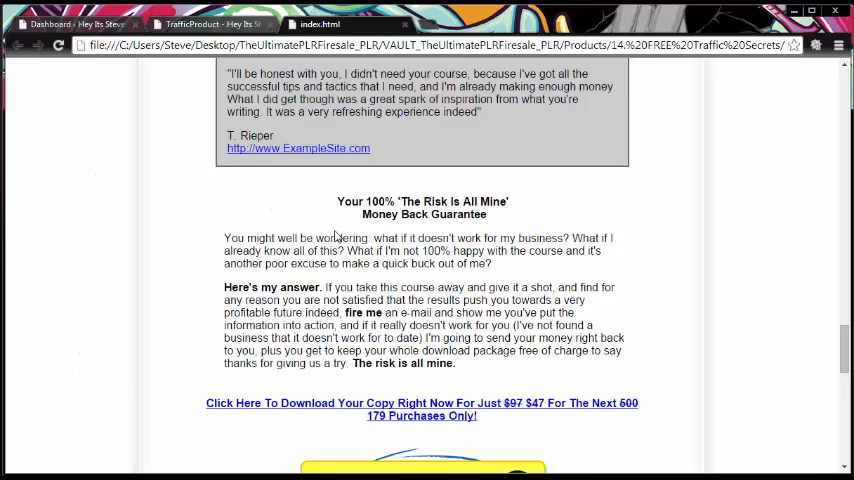 Dashboard - Hey Its Steve
TrafficProduct - Hey Its St
index.html
file:///C:/Users/Steve/Desktop/TheUltimatePLRFiresale_PLR/VAULT_TheUltimatePLRFiresale_PLR/Products/14.%20FREE%20Traffic%20Secrets/
"I'll be honest with you, I didn't need your course, because I've got all the
successful tips and tactics that I need, and I'm already making enough money.
What I did get though was a great spark of inspiration from what you're
writing. It was a very refreshing experience indeed"
T. Rieper
http://www.ExampleSite.com
Your 100% 'The Risk Is All Mine'
Money Back Guarantee
You might well be wondering: what if it doesn't work for my business? What if I
already know all of this? What if I'm not 100% happy with the course and it's
another poor excuse to make a quick buck out of me?
Here's my answer. If you take this course away and give it a shot, and find for
any reason you are not satisfied that the results push you towards a very
profitable future indeed, fire me an e-mail and show me you've put the
information into action, and if it really doesn't work for you (I've not found a
business that it doesn't work for to date) I'm going to send your money right back
to you, plus you get to keep your whole download package free of charge to say
thanks for giving us a try. The risk is all mine.
Click Here To Download Your Copy Right Now For Just $97 $47 For The Next 500
179 Purchases Only!